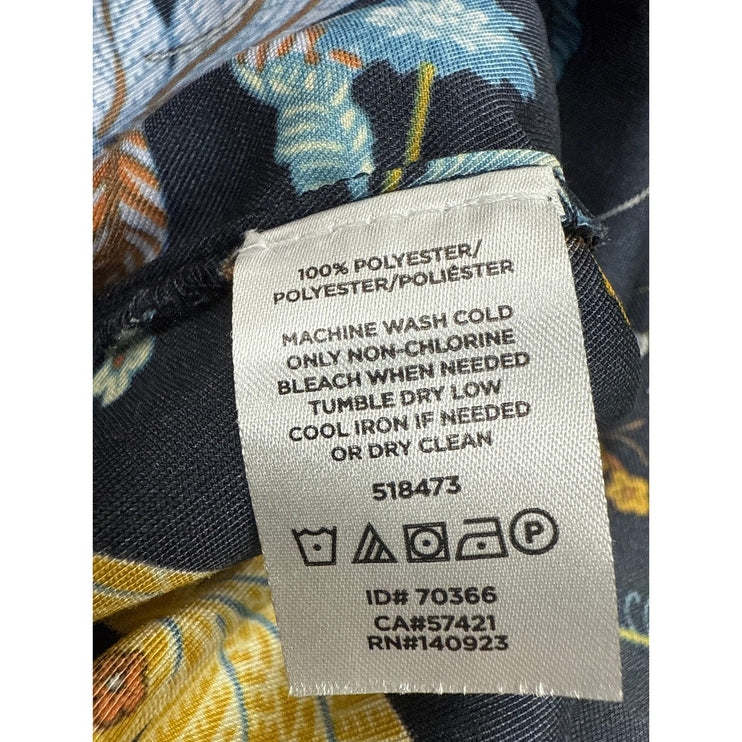 100% POLYESTER/
POLYESTER/POLIÉSTER
MACHINE WASH COLD
ONLY NON-CHLORINE
BLEACH WHEN NEEDED
TUMBLE DRY LOW
COOL IRON IF NEEDED
OR DRY CLEAN
518473
P
ID# 70366
CA#57421
RN#140923